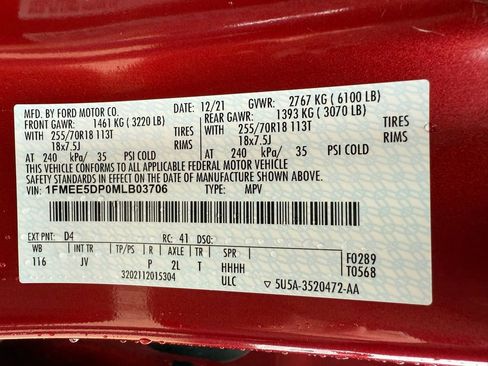 MFD. BY FORD MOTOR CO. 12/21 GVWR: 2767 KG ( 6100 LB)
FRONT GAWR: 1461 KG ( 3220 LB) REAR GAWR: 1393 KG ( 3070 LB)
WITH 255/70R18 113T TIRES WITH 255/70R18 113T TIRES
18x7.5J RIMS 18x7.5J RIMS
AT 240 kPa/ 35 PSI COLD AT 240 kPa/ 35 PSI COLD
THIS VEHICLE CONFORMS TO ALL APPLICABLE FEDERAL MOTOR VEHICLE
SAFETY STANDARDS IN EFFECT ON THE DATE OF MANUFACTURE SHOWN ABOVE.
VIN: 1FMEE5DP0MLB03706 TYPE: MPV
EXT PNT: D4 RC: 41 DSO:
WB INT TR TP/PS R AXLE TR SPR F0289
116 JV P 2L T HHHH T0568
3202112015304 ULC 5U5A-3520472-AA